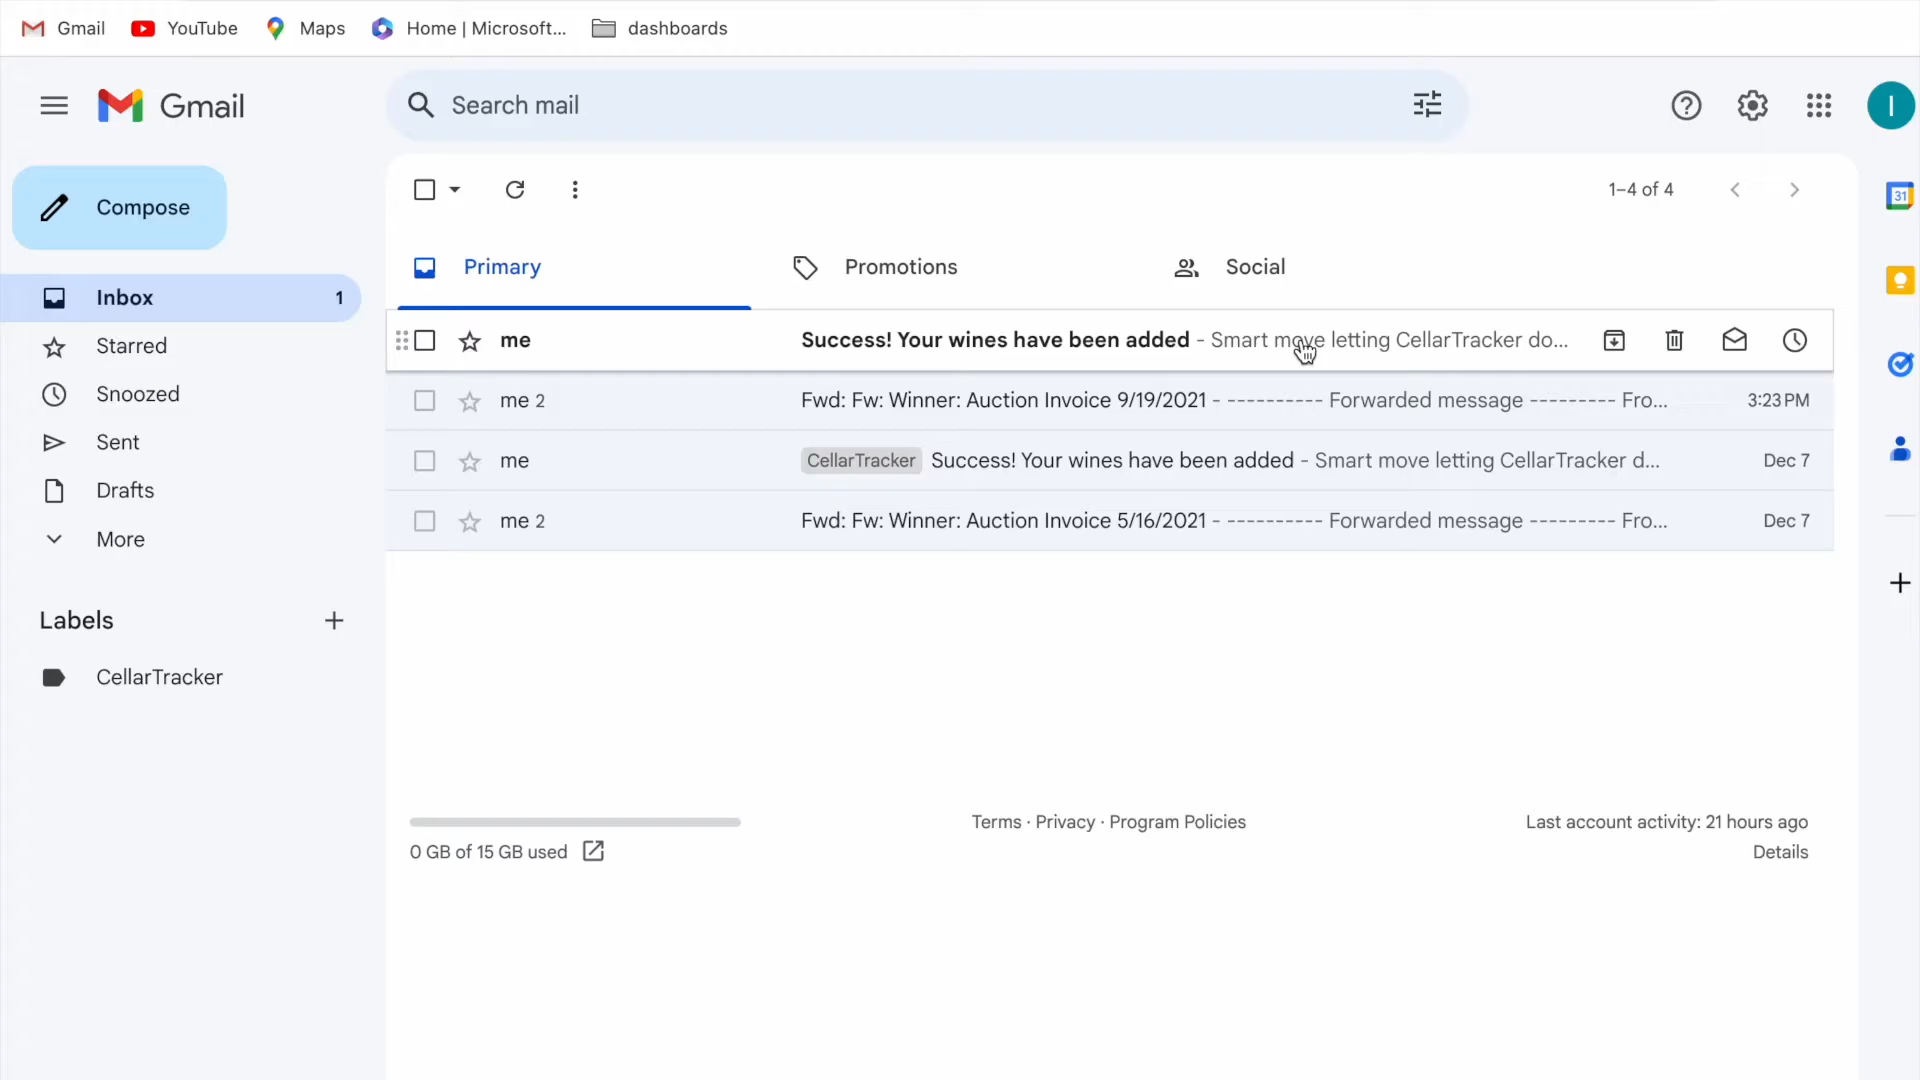 Gmail YouTube Maps Home | Microsoft... dashboards
Gmail
Search mail
Compose
1–4 of 4
31
Primary Promotions Social
Inbox 1
Starred
Snoozed
Sent
Drafts
More
Labels
CellarTracker
me Success! Your wines have been added - Smart move letting CellarTracker do...
me 2 Fwd: Fw: Winner: Auction Invoice 9/19/2021 - ---------- Forwarded message --------- Fro... 3:23 PM
me CellarTracker Success! Your wines have been added - Smart move letting CellarTracker d... Dec 7
me 2 Fwd: Fw: Winner: Auction Invoice 5/16/2021 - ---------- Forwarded message --------- Fro... Dec 7
0 GB of 15 GB used
Terms · Privacy · Program Policies
Last account activity: 21 hours ago
Details
I